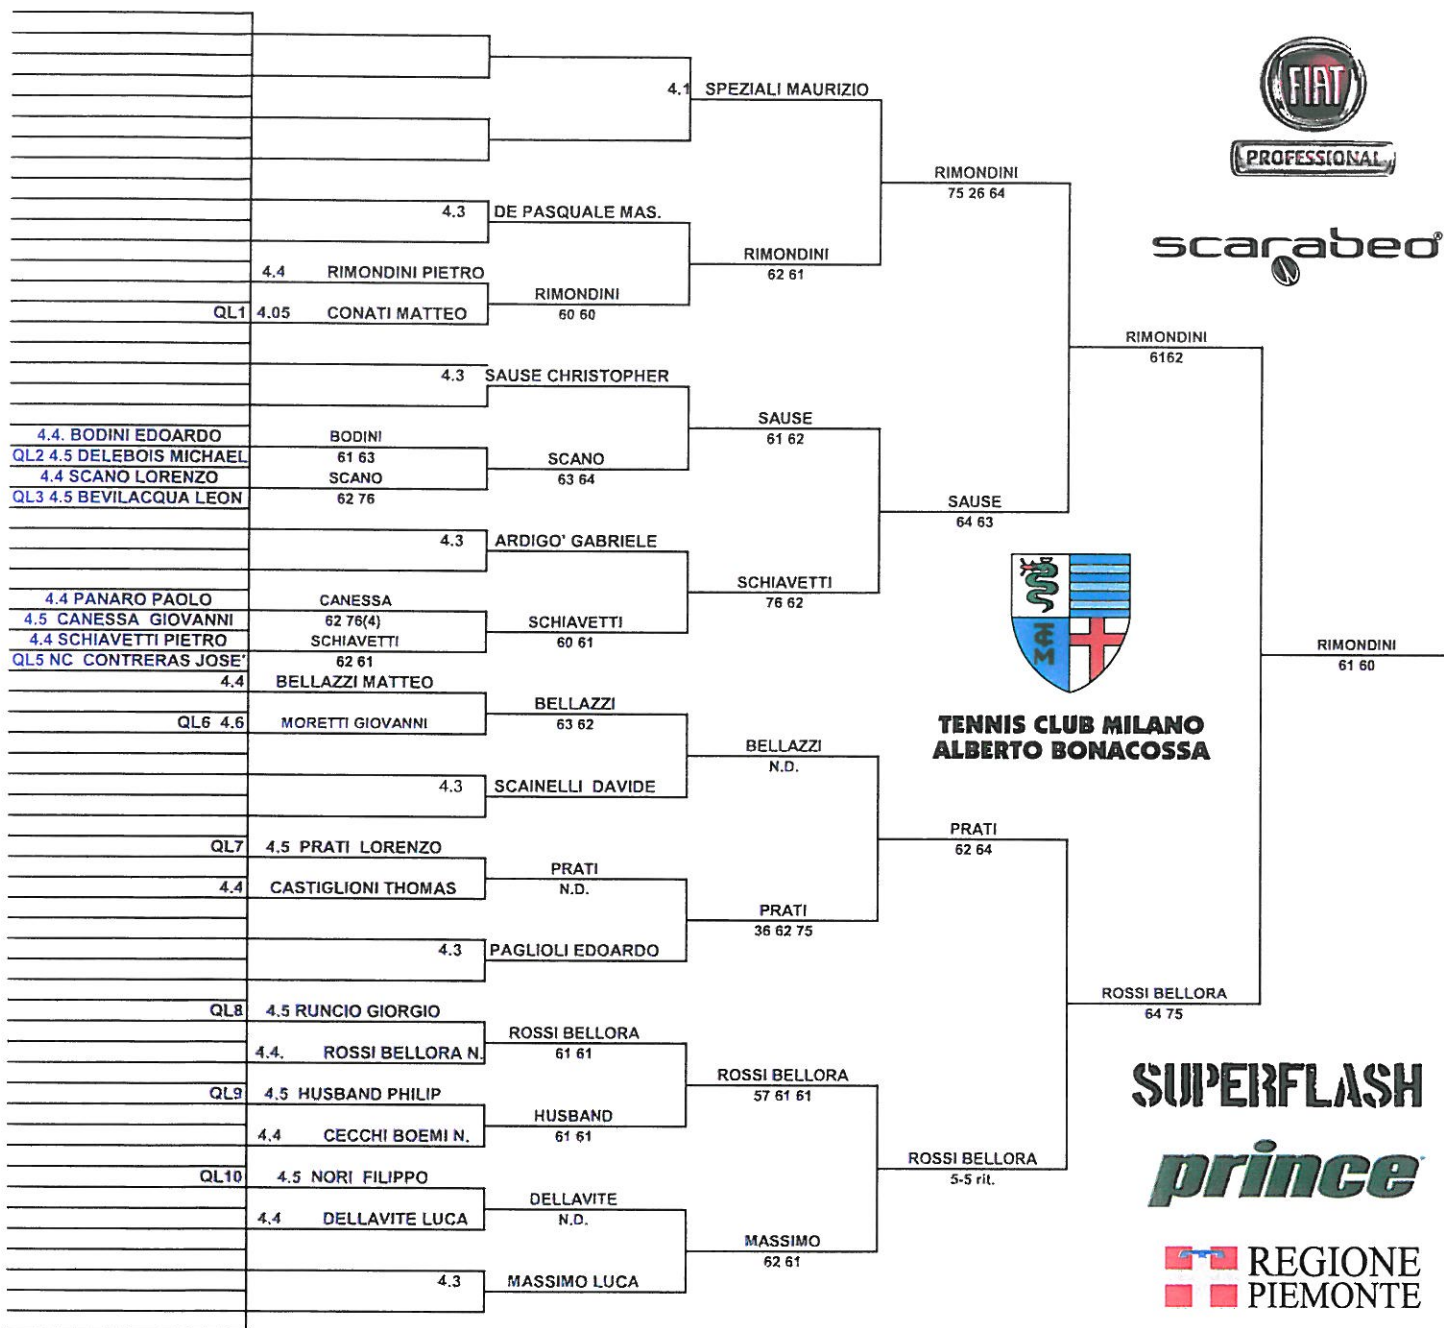 FIAT
4.1 SPEZIALI MAURIZIO
PROFESSIONAL
RIMONDINI
75 26 64
4.3 DE PASQUALE MAS.
scarabeo®
RIMONDINI
62 61
4.4 RIMONDINI PIETRO
RIMONDINI
60 60
QL1 4.05 CONATI MATTEO
RIMONDINI
6162
4.3 SAUSE CHRISTOPHER
SAUSE
61 62
4.4. BODINI EDOARDO
BODINI
61 63
QL2 4.5 DELEBOIS MICHAEL
SCANO
63 64
4.4 SCANO LORENZO
SCANO
62 76
QL3 4.5 BEVILACQUA LEON
SAUSE
64 63
4.3 ARDIGO' GABRIELE
SCHIAVETTI
76 62
4.4 PANARO PAOLO
CANESSA
62 76(4)
4.5 CANESSA GIOVANNI
SCHIAVETTI
60 61
4.4 SCHIAVETTI PIETRO
SCHIAVETTI
62 61
QL5 NC CONTRERAS JOSE'
TCM
RIMONDINI
61 60
4.4 BELLAZZI MATTEO
BELLAZZI
63 62
QL6 4.6 MORETTI GIOVANNI
TENNIS CLUB MILANO
ALBERTO BONACOSSA
BELLAZZI
N.D.
4.3 SCAINELLI DAVIDE
PRATI
62 64
QL7 4.5 PRATI LORENZO
PRATI
N.D.
4.4 CASTIGLIONI THOMAS
PRATI
36 62 75
4.3 PAGLIOLI EDOARDO
ROSSI BELLORA
64 75
QL8 4.5 RUNCIO GIORGIO
ROSSI BELLORA
61 61
4.4. ROSSI BELLORA N.
ROSSI BELLORA
57 61 61
SUPERFLASH
QL9 4.5 HUSBAND PHILIP
HUSBAND
61 61
4.4 CECCHI BOEMI N.
ROSSI BELLORA
5-5 rit.
prince
QL10 4.5 NORI FILIPPO
DELLAVITE
N.D.
4.4 DELLAVITE LUCA
MASSIMO
62 61
4.3 MASSIMO LUCA
REGIONE
PIEMONTE